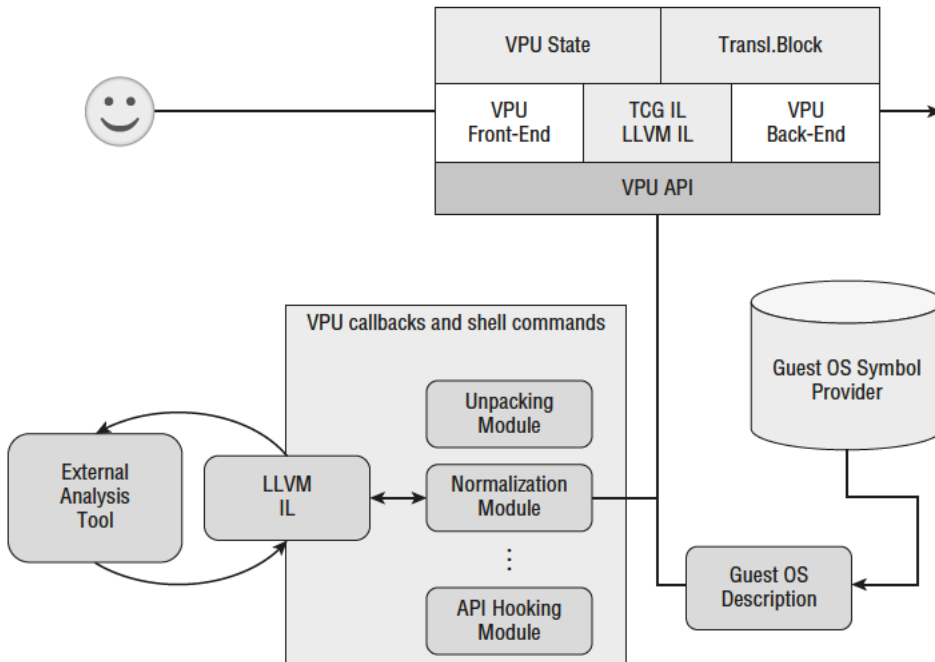 VPU State
Transl.Block
VPU
Front-End
TCG IL
LLVM IL
VPU
Back-End
VPU API
VPU callbacks and shell commands
Guest OS Symbol
Provider
Unpacking
Module
External
Analysis
Tool
LLVM
IL
Normalization
Module
⋮
Guest OS
Description
API Hooking
Module